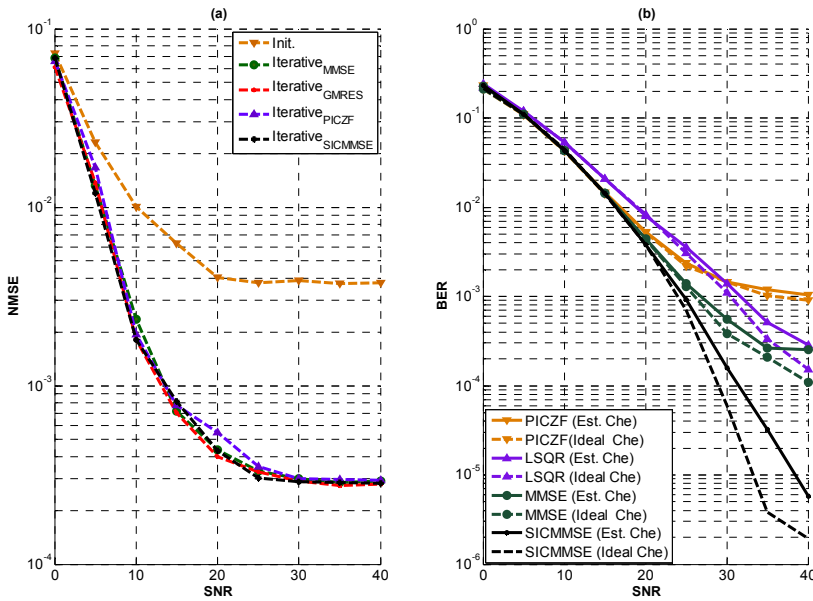 (a)
10^-1
10^-2
10^-3
10^-4
NMSE
0 10 20 30 40
SNR
Init.
Iterative_MMSE
Iterative_GMRES
Iterative_PICZF
Iterative_SICMMSE
(b)
10^0
10^-1
10^-2
10^-3
10^-4
10^-5
10^-6
BER
0 10 20 30 40
SNR
PICZF (Est. Che)
PICZF(Ideal Che)
LSQR (Est. Che)
LSQR (Ideal Che)
MMSE (Est. Che)
MMSE (Ideal Che)
SICMMSE (Est. Che)
SICMMSE (Ideal Che)